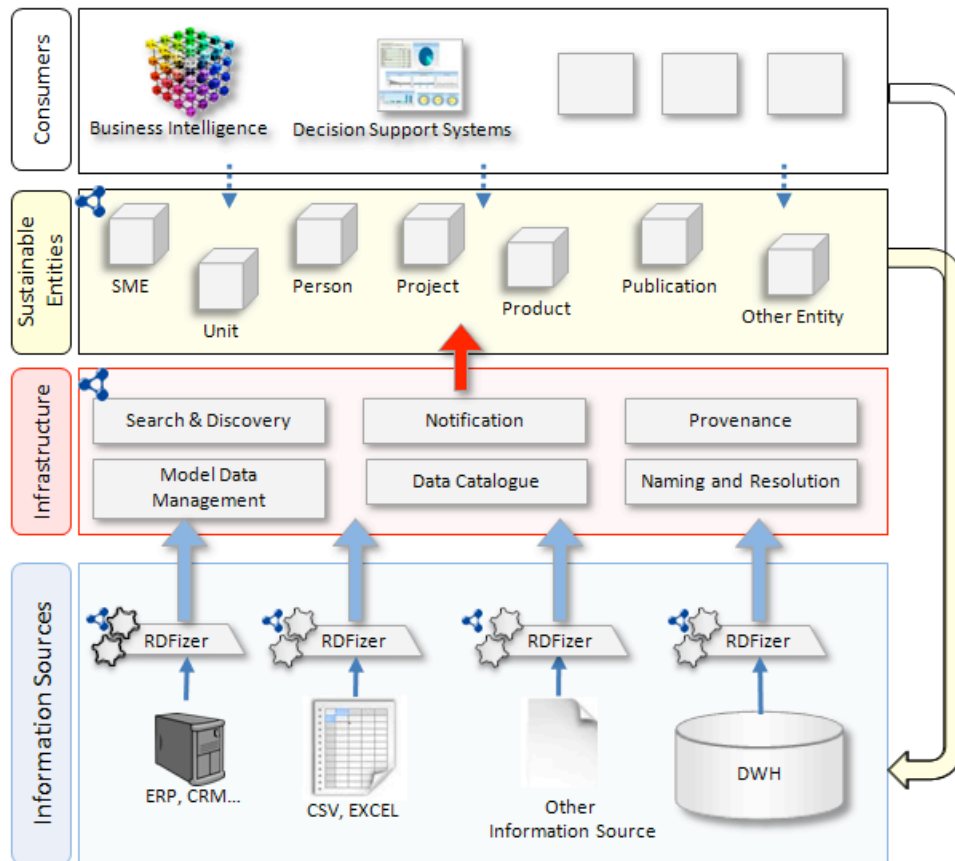 Consumers
Business Intelligence
Decision Support Systems
Sustainable
Entities
SME
Unit
Person
Project
Product
Publication
Other Entity
Infrastructure
Search & Discovery
Notification
Provenance
Model Data
Management
Data Catalogue
Naming and Resolution
Information Sources
RDFizer
RDFizer
RDFizer
RDFizer
ERP, CRM...
CSV, EXCEL
Other
Information Source
DWH